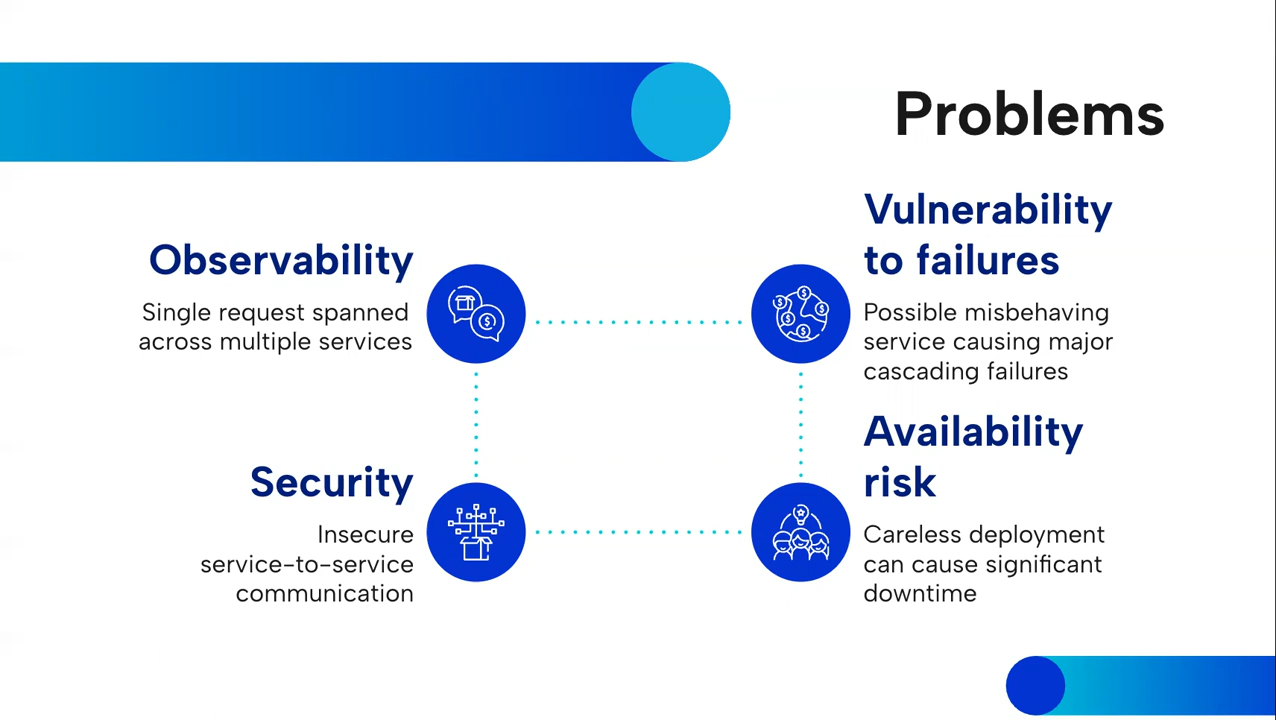 Problems
Observability
Single request spanned
across multiple services
Vulnerability
to failures
Possible misbehaving
service causing major
cascading failures
Security
Insecure
service-to-service
communication
Availability
risk
Careless deployment
can cause significant
downtime